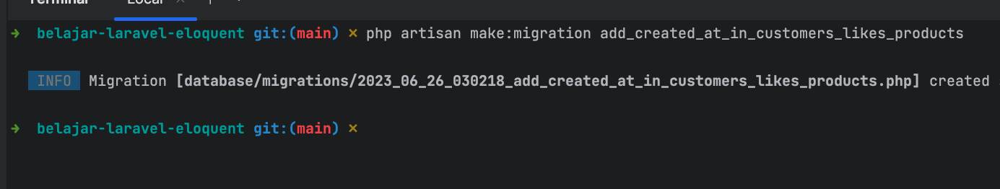 Terminal Local
→ belajar-laravel-eloquent git:(main) × php artisan make:migration add_created_at_in_customers_likes_products
INFO Migration [database/migrations/2023_06_26_030218_add_created_at_in_customers_likes_products.php] created
→ belajar-laravel-eloquent git:(main) ×